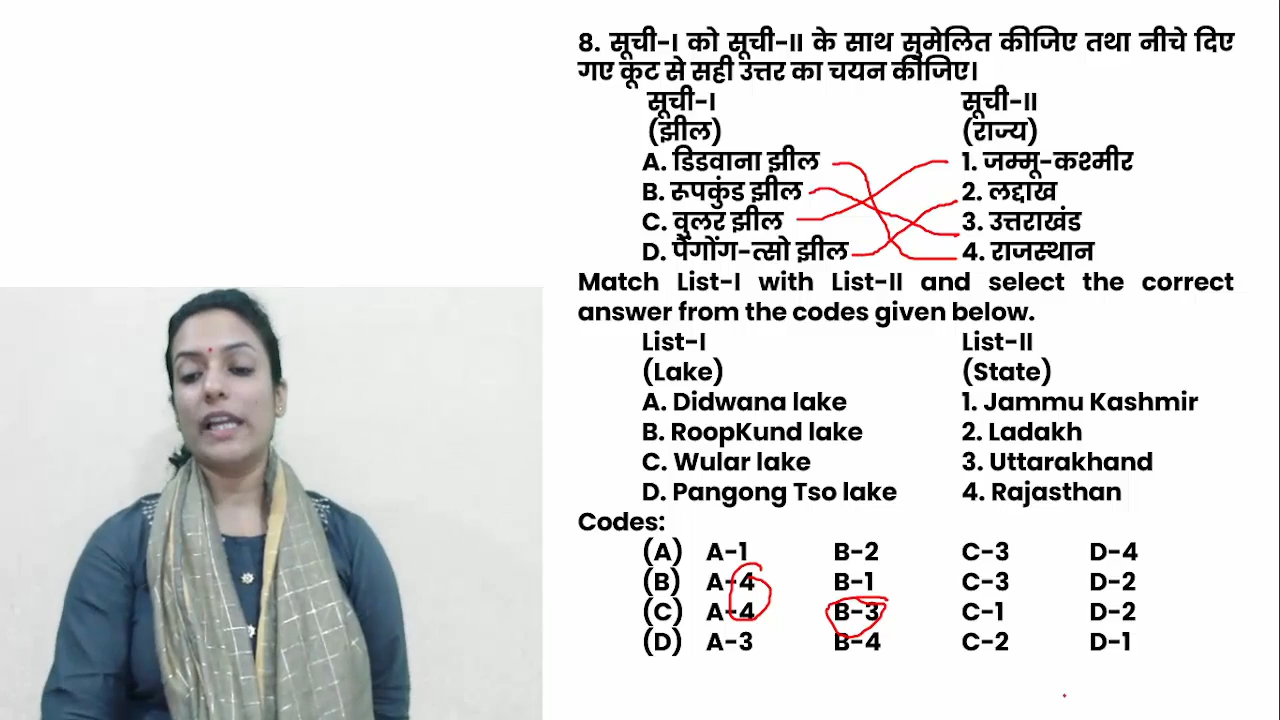 8. सूची-I को सूची-II के साथ सुमेलित कीजिए तथा नीचे दिए
गए कूट से सही उत्तर का चयन कीजिए।
सूची-I सूची-II
(झील) (राज्य)
A. डिडवाना झील 1. जम्मू-कश्मीर
B. रूपकुंड झील 2. लद्दाख
C. वुलर झील 3. उत्तराखंड
D. पैंगोंग-त्सो झील 4. राजस्थान
Match List-I with List-II and select the correct
answer from the codes given below.
List-I List-II
(Lake) (State)
A. Didwana lake 1. Jammu Kashmir
B. RoopKund lake 2. Ladakh
C. Wular lake 3. Uttarakhand
D. Pangong Tso lake 4. Rajasthan
Codes:
(A) A-1 B-2 C-3 D-4
(B) A-4 B-1 C-3 D-2
(C) A-4 B-3 C-1 D-2
(D) A-3 B-4 C-2 D-1